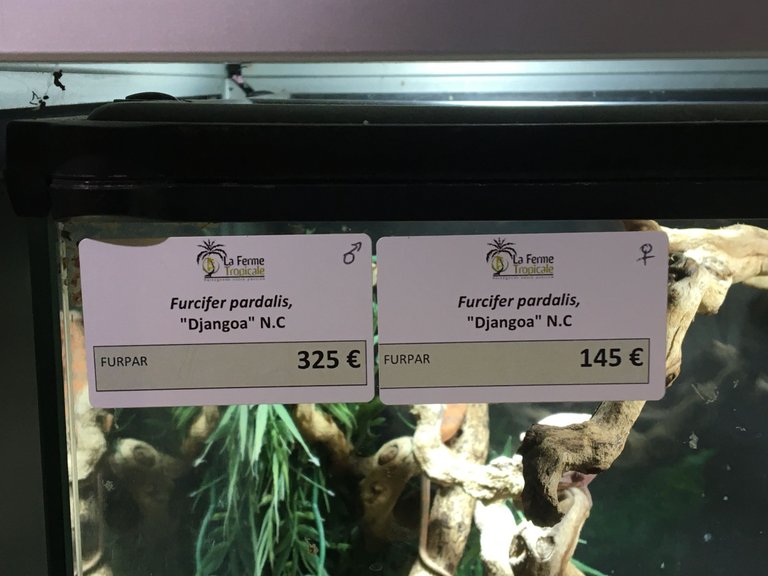 La Ferme
Tropicale
♂
Furcifer pardalis,
"Djangoa" N.C
FURPAR 325 €
La Ferme
Tropicale
♀
Furcifer pardalis,
"Djangoa" N.C
FURPAR 145 €